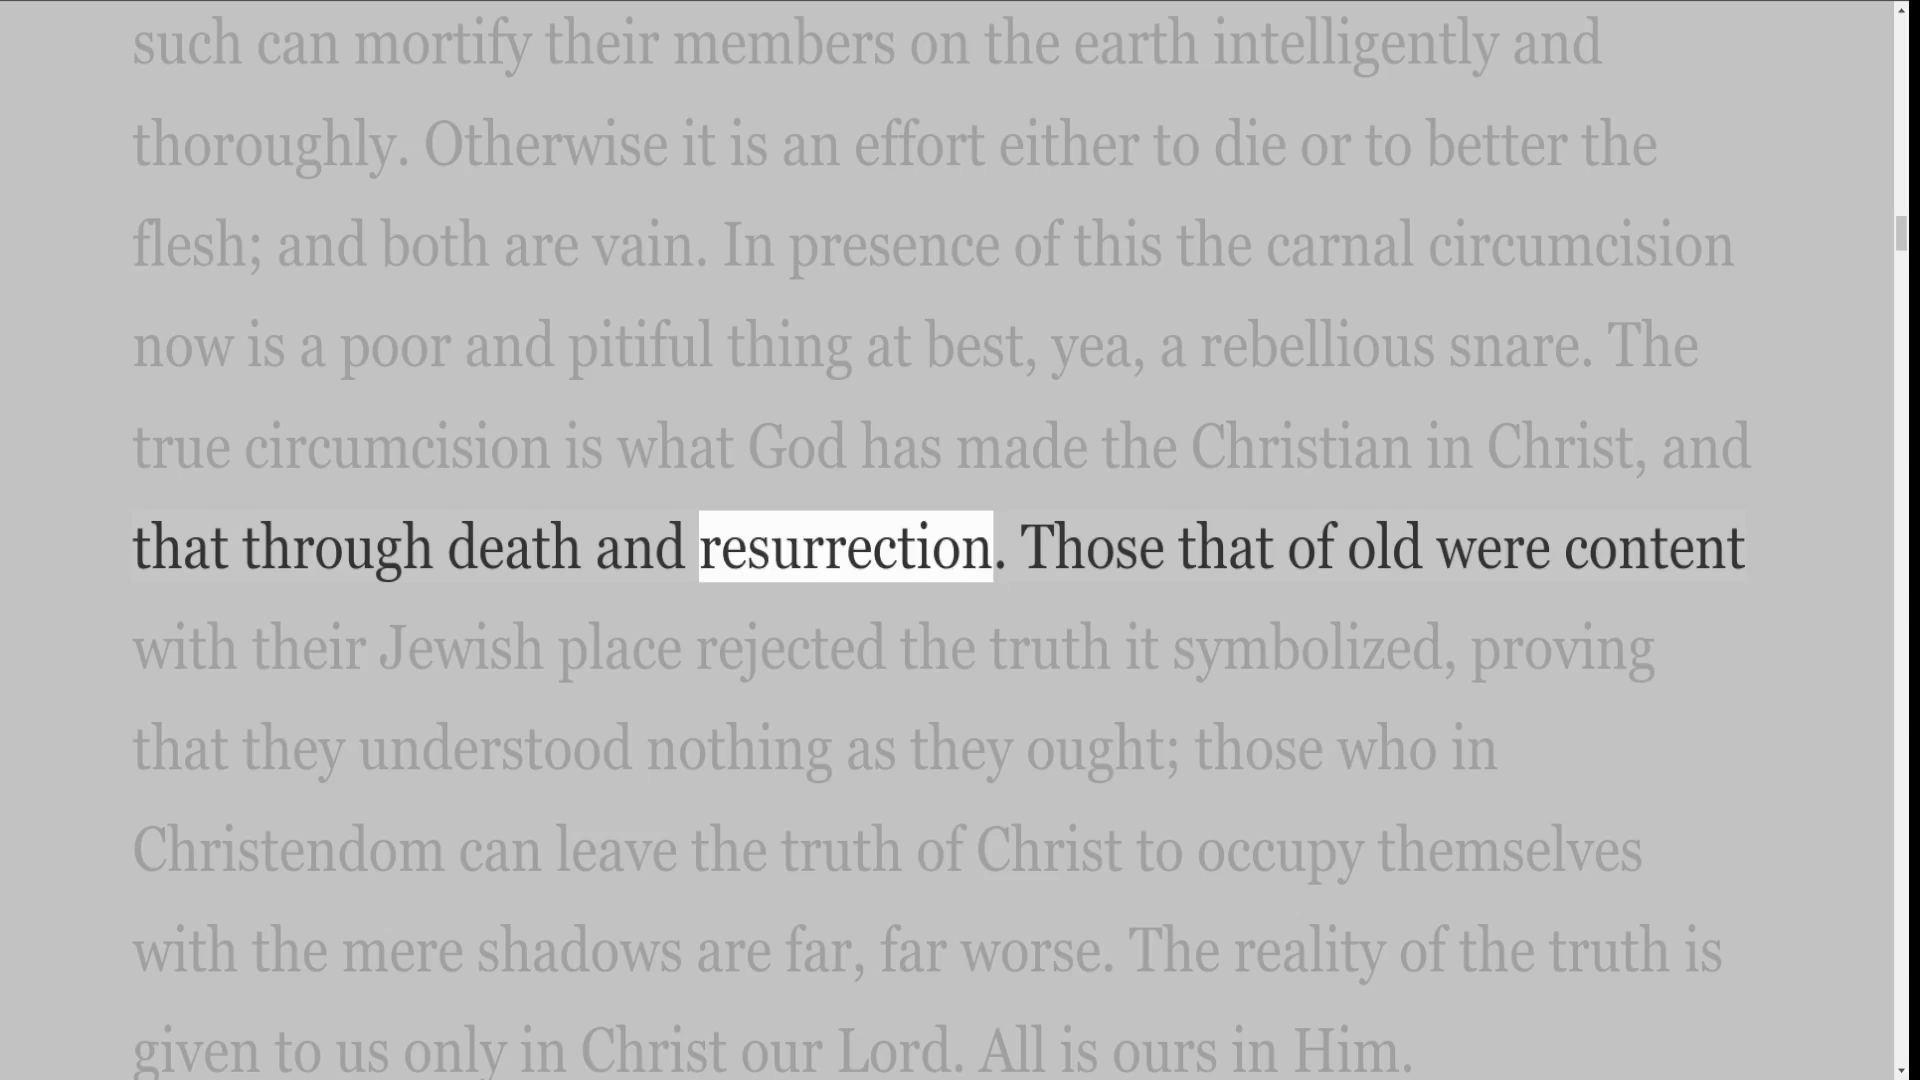 such can mortify their members on the earth intelligently and
thoroughly. Otherwise it is an effort either to die or to better the
flesh; and both are vain. In presence of this the carnal circumcision
now is a poor and pitiful thing at best, yea, a rebellious snare. The
true circumcision is what God has made the Christian in Christ, and
that through death and resurrection. Those that of old were content
with their Jewish place rejected the truth it symbolized, proving
that they understood nothing as they ought; those who in
Christendom can leave the truth of Christ to occupy themselves
with the mere shadows are far, far worse. The reality of the truth is
given to us only in Christ our Lord. All is ours in Him.